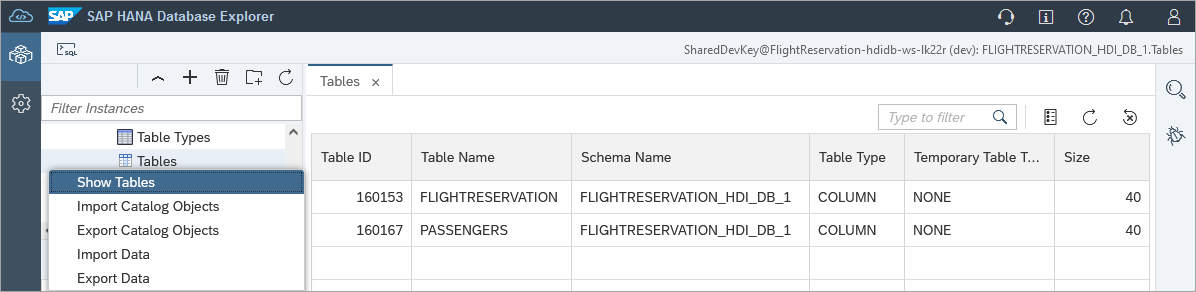 SAP SAP HANA Database Explorer
SQL
SharedDevKey@FlightReservation-hdidb-ws-lk22r (dev): FLIGHTRESERVATION_HDI_DB_1.Tables
Filter Instances
Table Types
Tables
Show Tables
Import Catalog Objects
Export Catalog Objects
Import Data
Export Data
Tables ×
Type to filter
Table ID Table Name Schema Name Table Type Temporary Table T... Size
160153 FLIGHTRESERVATION FLIGHTRESERVATION_HDI_DB_1 COLUMN NONE 40
160167 PASSENGERS FLIGHTRESERVATION_HDI_DB_1 COLUMN NONE 40